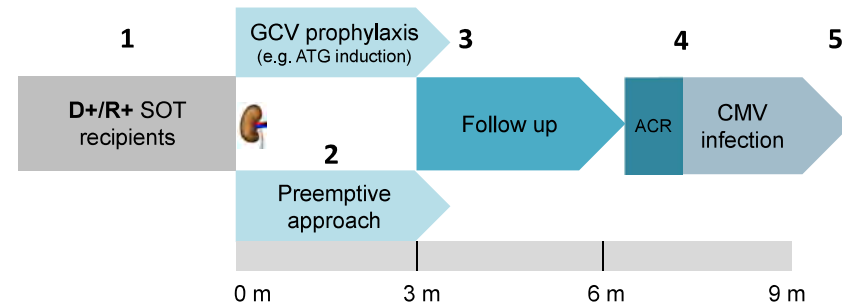 1
GCV prophylaxis
(e.g. ATG induction)
3
4
5
D+/R+ SOT
recipients
Follow up
ACR
CMV
infection
2
Preemptive
approach
0 m
3 m
6 m
9 m